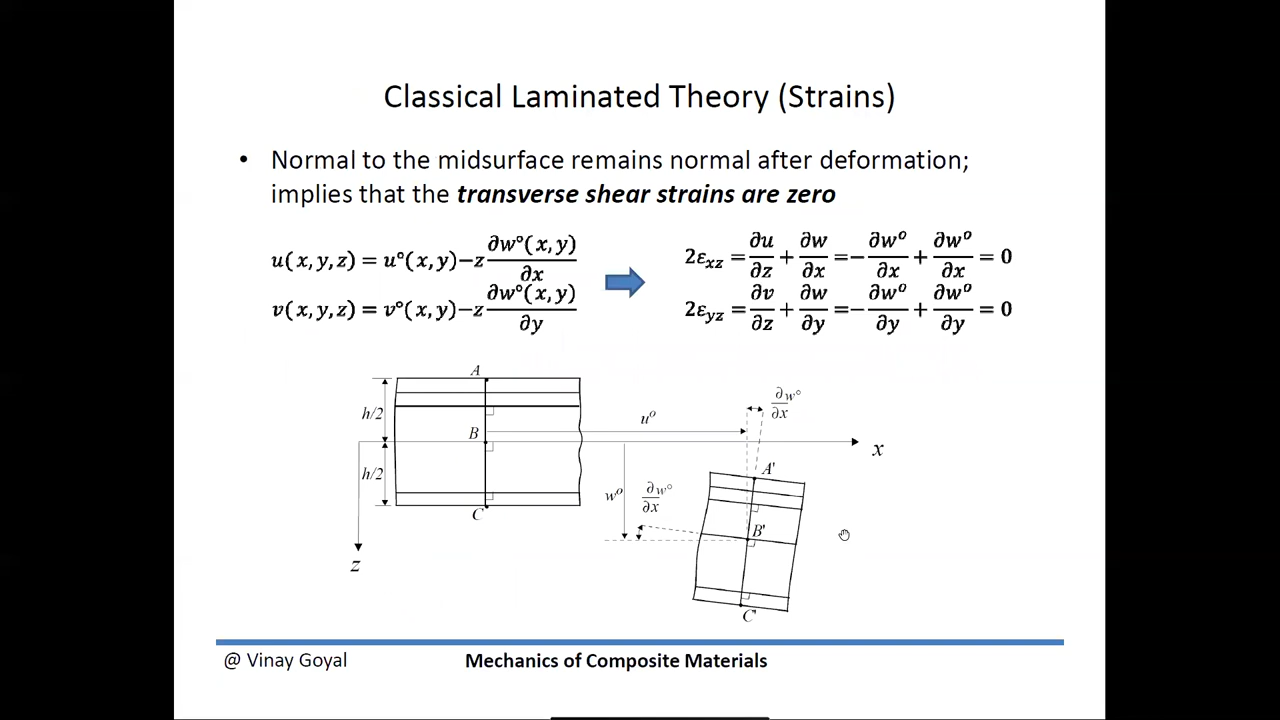 Classical Laminated Theory (Strains)
• Normal to the midsurface remains normal after deformation;
implies that the transverse shear strains are zero
u(x, y, z) = u°(x, y)−z ∂w°(x, y)/∂x
v(x, y, z) = v°(x, y)−z ∂w°(x, y)/∂y
2ε_xz = ∂u/∂z + ∂w/∂x = −∂w^o/∂x + ∂w^o/∂x = 0
2ε_yz = ∂v/∂z + ∂w/∂y = −∂w^o/∂y + ∂w^o/∂y = 0
A
h/2
B
h/2
C
z
u^o
x
w^o
∂w°/∂x
∂w°/∂x
A'
B'
C'
@ Vinay Goyal
Mechanics of Composite Materials